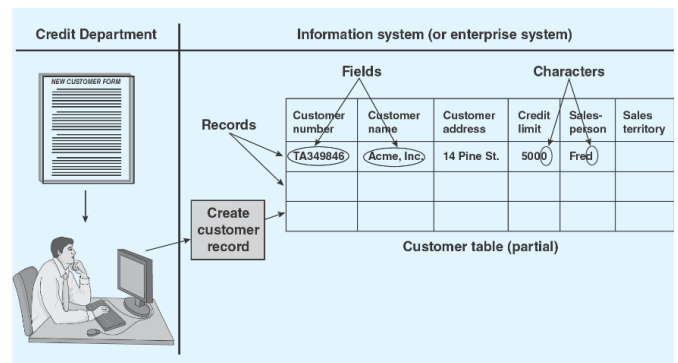 Credit Department
Information system (or enterprise system)
NEW CUSTOMER FORM
Fields
Characters
Records
Customer number
Customer name
Customer address
Credit limit
Sales-person
Sales territory
TA349846
Acme, Inc.
14 Pine St.
5000
Fred
Create
customer
record
Customer table (partial)